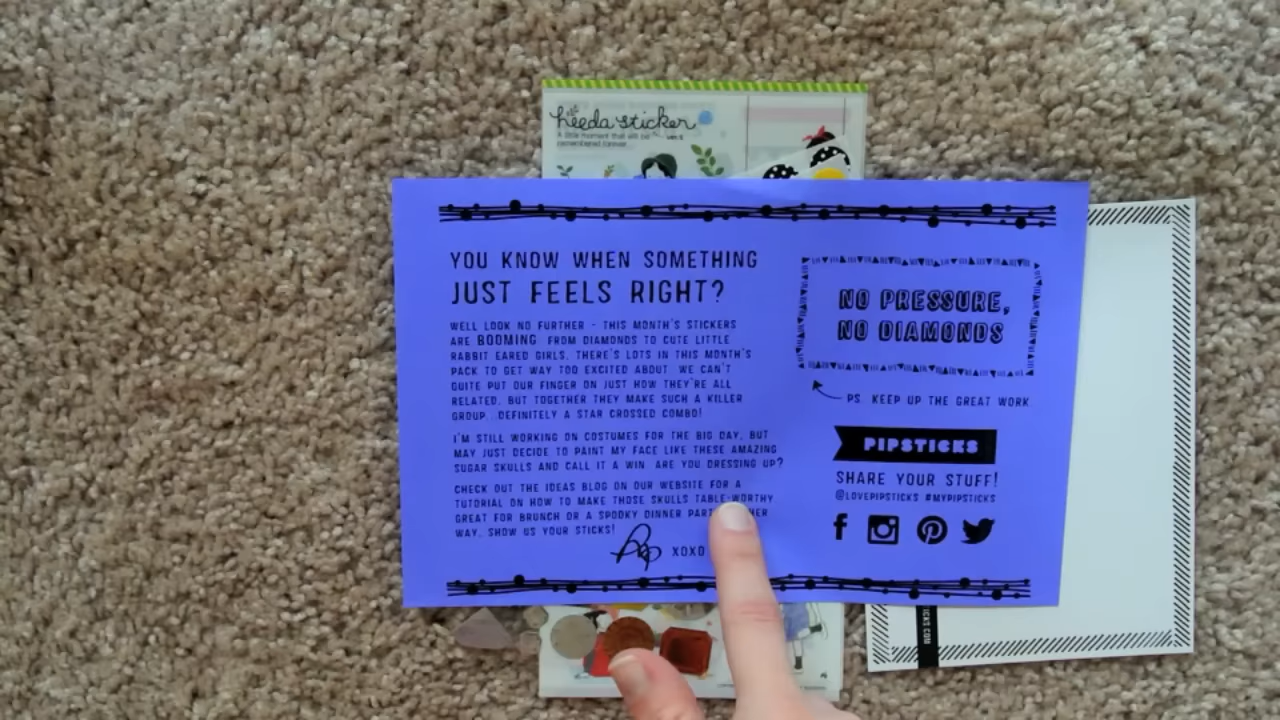 heeda sticker
A little moment that will be
remembered forever
YOU KNOW WHEN SOMETHING
JUST FEELS RIGHT?
WELL LOOK NO FURTHER - THIS MONTH'S STICKERS
ARE BOOMING. FROM DIAMONDS TO CUTE LITTLE
RABBIT EARED GIRLS, THERE'S LOTS IN THIS MONTH'S
PACK TO GET WAY TOO EXCITED ABOUT. WE CAN'T
QUITE PUT OUR FINGER ON JUST HOW THEY'RE ALL
RELATED, BUT TOGETHER THEY MAKE SUCH A KILLER
GROUP. DEFINITELY A STAR CROSSED COMBO!
I'M STILL WORKING ON COSTUMES FOR THE BIG DAY, BUT
MAY JUST DECIDE TO PAINT MY FACE LIKE THESE AMAZING
SUGAR SKULLS AND CALL IT A WIN. ARE YOU DRESSING UP?
CHECK OUT THE IDEAS BLOG ON OUR WEBSITE FOR A
TUTORIAL ON HOW TO MAKE THOSE SKULLS TABLE-WORTHY
GREAT FOR BRUNCH OR A SPOOKY DINNER
WAY, SHOW US YOUR STICKS!
XOXO
NO PRESSURE,
NO DIAMONDS
PS. KEEP UP THE GREAT WORK.
PIPSTICKS
SHARE YOUR STUFF!
@LOVEPIPSTICKS #MYPIPSTICKS